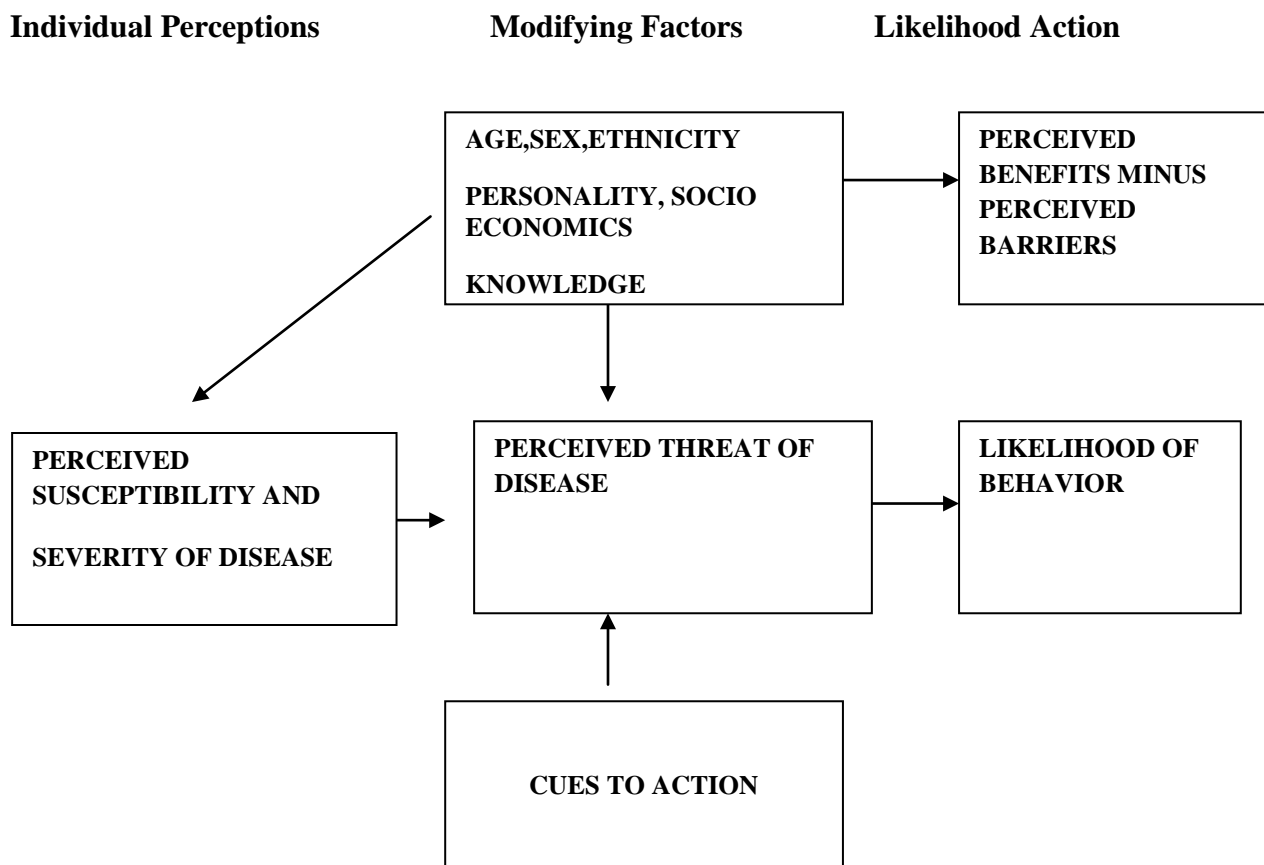 Individual Perceptions
Modifying Factors
Likelihood Action
AGE,SEX,ETHNICITY
PERSONALITY, SOCIO
ECONOMICS
KNOWLEDGE
PERCEIVED
BENEFITS MINUS
PERCEIVED
BARRIERS
PERCEIVED
SUSCEPTIBILITY AND
SEVERITY OF DISEASE
PERCEIVED THREAT OF
DISEASE
LIKELIHOOD OF
BEHAVIOR
CUES TO ACTION